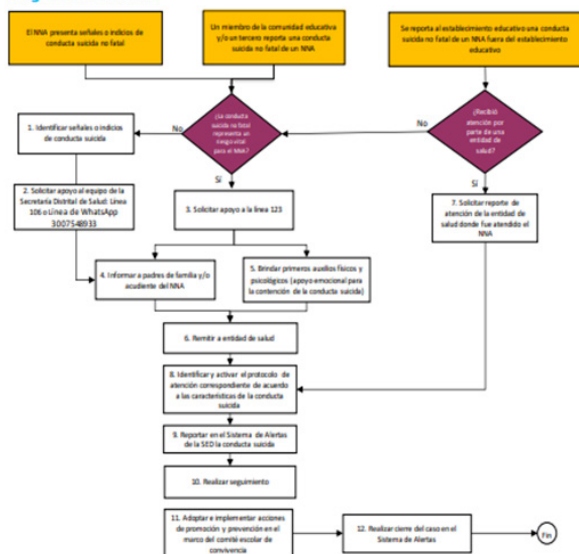 El NNA presenta señales o indicios de
conducta suicida no fatal
Un miembro de la comunidad educativa
y/o un tercero reporta una conducta
suicida no fatal de un NNA
Se reporta al establecimiento educativo una conducta
suicida no fatal de un NNA fuera del establecimiento
educativo
¿La conducta
suicida no fatal
representa un
riesgo vital
para el NNA?
No
Sí
¿Recibió
atención por
parte de una
entidad de
salud?
No
Sí
1. Identificar señales o indicios
de conducta suicida
2. Solicitar apoyo al equipo de la
Secretaría Distrital de Salud: Línea
106 o Línea de WhatsApp
3007548933
3. Solicitar apoyo a la línea 123
7. Solicitar reporte de
atención de la entidad de
salud donde fue atendido el
NNA
4. Informar a padres de familia y/o
acudiente del NNA
5. Brindar primeros auxilios físicos y
psicológicos (apoyo emocional para
la contención de la conducta suicida)
6. Remitir a entidad de salud
8. Identificar y activar el protocolo de
atención correspondiente de acuerdo
a las características de la conducta
suicida
9. Reportar en el Sistema de Alertas
de la SED la conducta suicida
10. Realizar seguimiento
11. Adoptar e implementar acciones
de promoción y prevención en el
marco del comité escolar de
convivencia
12. Realizar cierre del caso en el
Sistema de Alertas
Fin